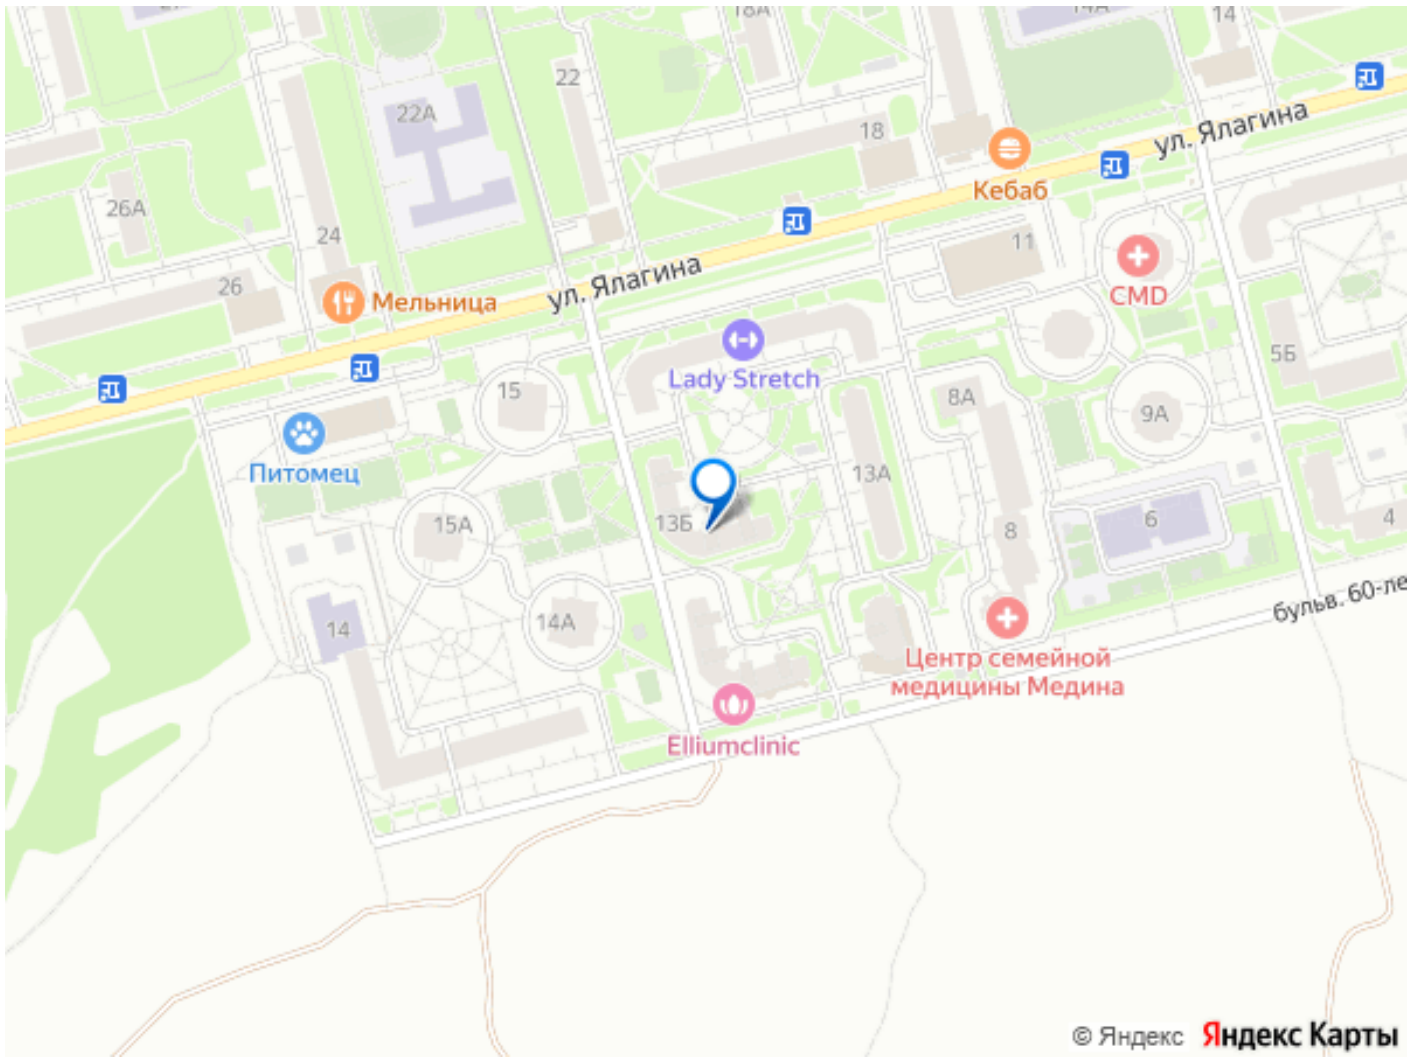 18А
14А
14
22
22А
18
ул. Ялагина
Кебаб
26А
24
11
26
Мельница
ул. Ялагина
CMD
Lady Stretch
5Б
15
8А
9А
Питомец
13А
15А
13Б
8
6
4
14
14А
бульв. 60-ле
Центр семейной
медицины Медина
Elliumclinic
© Яндекс Яндекс Карты